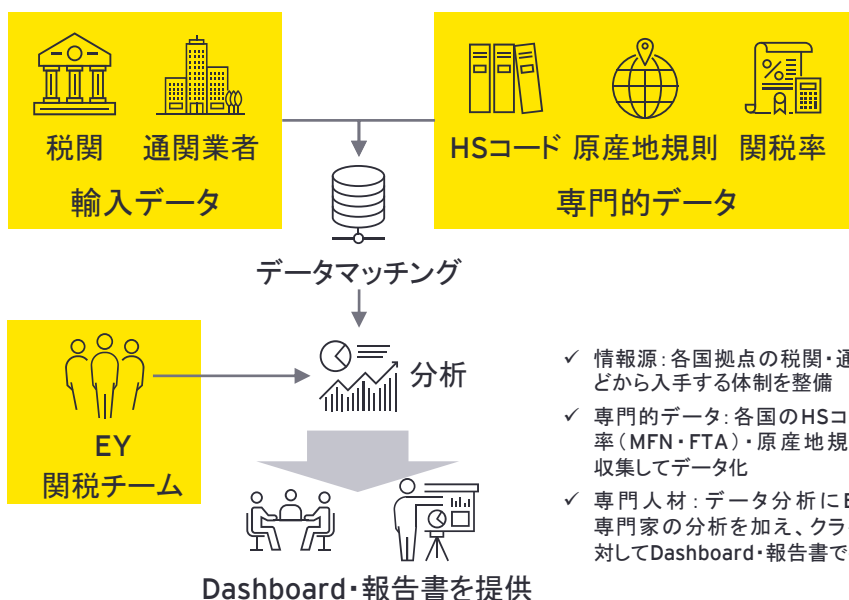 税関 通関業者
輸入データ
HSコード 原産地規則 関税率
専門的データ
データマッチング
分析
EY
関税チーム
Dashboard・報告書を提供
✓ 情報源：各国拠点の税関・通
どから入手する体制を整備
✓ 専門的データ：各国のHSコ
率（MFN・FTA）・原産地規
収集してデータ化
✓ 専門人材：データ分析に
専門家の分析を加え、クラ
対してDashboard・報告書で